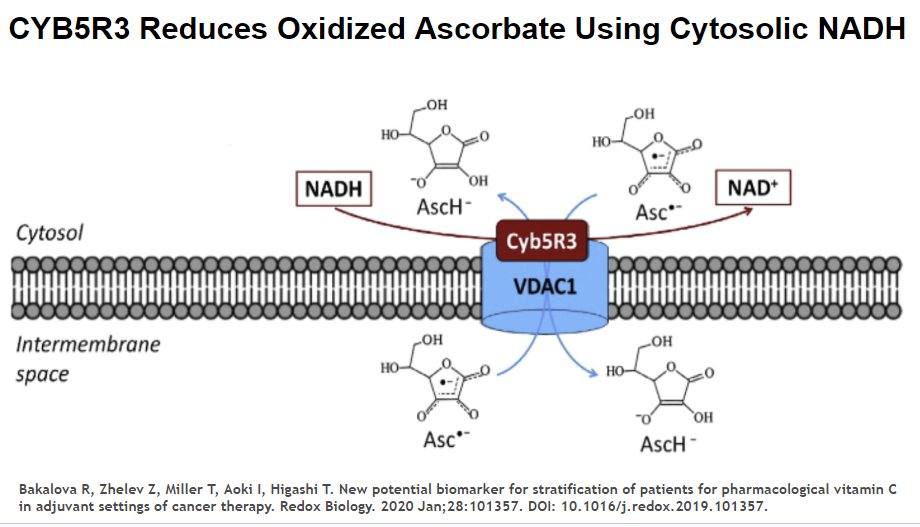 CYB5R3 Reduces Oxidized Ascorbate Using Cytosolic NADH
OH
HO
O
O
⁻O
OH
AscH⁻
OH
HO
O
O
•–
O
O
Asc•⁻
NADH
NAD⁺
Cytosol
Cyb5R3
VDAC1
Intermembrane
space
OH
HO
O
O
•–
O
O
Asc•⁻
OH
HO
O
O
⁻O
OH
AscH⁻
Bakalova R, Zhelev Z, Miller T, Aoki I, Higashi T. New potential biomarker for stratification of patients for pharmacological vitamin C
in adjuvant settings of cancer therapy. Redox Biology. 2020 Jan;28:101357. DOI: 10.1016/j.redox.2019.101357.